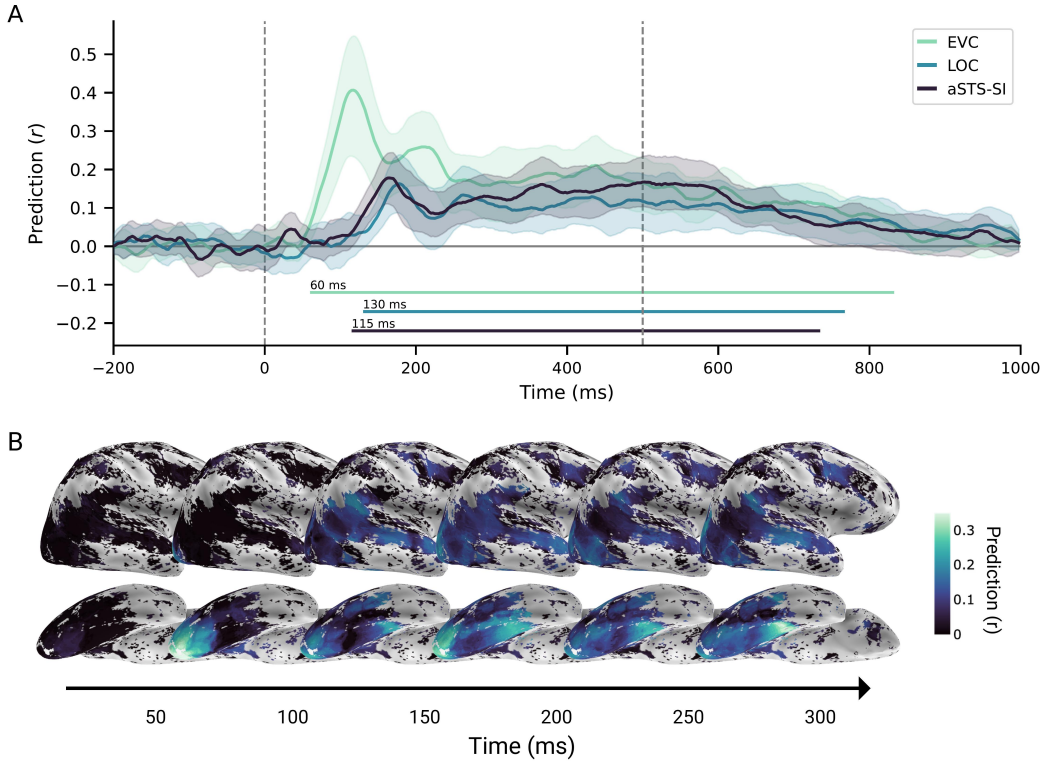 A
EVC
LOC
aSTS-SI
Prediction (r)
0.5
0.4
0.3
0.2
0.1
0.0
−0.1
−0.2
60 ms
130 ms
115 ms
−200 0 200 400 600 800 1000
Time (ms)
B
0.3
0.2
0.1
0
Prediction (r)
50 100 150 200 250 300
Time (ms)